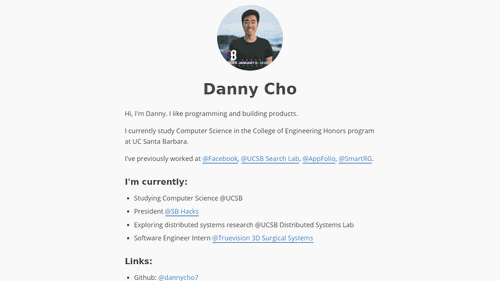 Danny Cho
Hi, I'm Danny. I like programming and building products.
I currently study Computer Science in the College of Engineering Honors program
at UC Santa Barbara.
I've previously worked at @Facebook, @UCSB Search Lab, @AppFolio, @SmartRG.
I'm currently:
• Studying Computer Science @UCSB
• President @SB Hacks
• Exploring distributed systems research @UCSB Distributed Systems Lab
• Software Engineer Intern @Truevision 3D Surgical Systems
Links:
• Github: @dannycho7